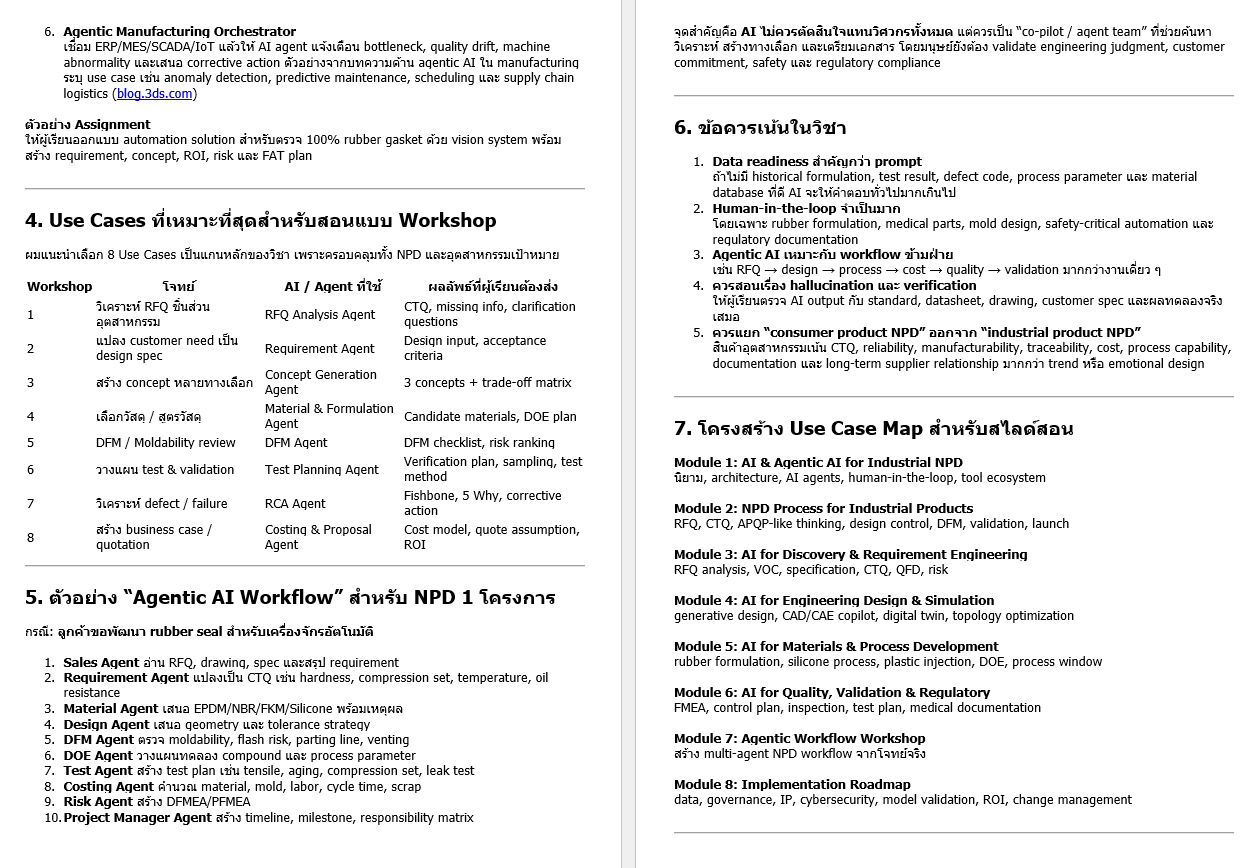 6. Agentic Manufacturing Orchestrator
เชื่อม ERP/MES/SCADA/IoT แล้วให้ AI agent แจ้งเตือน bottleneck, quality drift, machine
abnormality และเสนอ corrective action ตัวอย่างจากบทความด้าน agentic AI ใน manufacturing
ระบุ use case เช่น anomaly detection, predictive maintenance, scheduling และ supply chain
logistics (blog.3ds.com)
ตัวอย่าง Assignment
ให้ผู้เรียนออกแบบ automation solution สำหรับตรวจ 100% rubber gasket ด้วย vision system พร้อม
สร้าง requirement, concept, ROI, risk และ FAT plan
4. Use Cases ที่เหมาะที่สุดสำหรับสอนแบบ Workshop
ผมแนะนำเลือก 8 Use Cases เป็นแกนหลักของวิชา เพราะครอบคลุมทั้ง NPD และอุตสาหกรรมเป้าหมาย
Workshop โจทย์ AI / Agent ที่ใช้ ผลลัพธ์ที่ผู้เรียนต้องส่ง
1 วิเคราะห์ RFQ ชิ้นส่วน
อุตสาหกรรม RFQ Analysis Agent CTQ, missing info, clarification
questions
2 แปลง customer need เป็น
design spec Requirement Agent Design input, acceptance
criteria
3 สร้าง concept หลายทางเลือก Concept Generation
Agent 3 concepts + trade-off matrix
4 เลือกวัสดุ / สูตรวัสดุ Material & Formulation
Agent Candidate materials, DOE plan
5 DFM / Moldability review DFM Agent DFM checklist, risk ranking
6 วางแผน test & validation Test Planning Agent Verification plan, sampling, test
method
7 วิเคราะห์ defect / failure RCA Agent Fishbone, 5 Why, corrective
action
8 สร้าง business case /
quotation Costing & Proposal
Agent Cost model, quote assumption,
ROI
5. ตัวอย่าง “Agentic AI Workflow” สำหรับ NPD 1 โครงการ
กรณี: ลูกค้าขอพัฒนา rubber seal สำหรับเครื่องจักรอัตโนมัติ
1. Sales Agent อ่าน RFQ, drawing, spec และสรุป requirement
2. Requirement Agent แปลงเป็น CTQ เช่น hardness, compression set, temperature, oil
resistance
3. Material Agent เสนอ EPDM/NBR/FKM/Silicone พร้อมเหตุผล
4. Design Agent เสนอ geometry และ tolerance strategy
5. DFM Agent ตรวจ moldability, flash risk, parting line, venting
6. DOE Agent วางแผนทดลอง compound และ process parameter
7. Test Agent สร้าง test plan เช่น tensile, aging, compression set, leak test
8. Costing Agent คำนวณ material, mold, labor, cycle time, scrap
9. Risk Agent สร้าง DFMEA/PFMEA
10. Project Manager Agent สร้าง timeline, milestone, responsibility matrix
จุดสำคัญคือ AI ไม่ควรตัดสินใจแทนวิศวกรทั้งหมด แต่ควรเป็น “co-pilot / agent team” ที่ช่วยค้นหา
วิเคราะห์ สร้างทางเลือก และเตรียมเอกสาร โดยมนุษย์ยังต้อง validate engineering judgment, customer
commitment, safety และ regulatory compliance
6. ข้อควรเน้นในวิชา
1. Data readiness สำคัญกว่า prompt
ถ้าไม่มี historical formulation, test result, defect code, process parameter และ material
database ที่ดี AI จะให้คำตอบทั่วไปมากเกินไป
2. Human-in-the-loop จำเป็นมาก
โดยเฉพาะ rubber formulation, medical parts, mold design, safety-critical automation และ
regulatory documentation
3. Agentic AI เหมาะกับ workflow ข้ามฝ่าย
เช่น RFQ → design → process → cost → quality → validation มากกว่างานเดี่ยว ๆ
4. ควรสอนเรื่อง hallucination และ verification
ให้ผู้เรียนตรวจ AI output กับ standard, datasheet, drawing, customer spec และผลทดลองจริง
เสมอ
5. ควรแยก “consumer product NPD” ออกจาก “industrial product NPD”
สินค้าอุตสาหกรรมเน้น CTQ, reliability, manufacturability, traceability, cost, process capability,
documentation และ long-term supplier relationship มากกว่า trend หรือ emotional design
7. โครงสร้าง Use Case Map สำหรับสไลด์สอน
Module 1: AI & Agentic AI for Industrial NPD
นิยาม, architecture, AI agents, human-in-the-loop, tool ecosystem
Module 2: NPD Process for Industrial Products
RFQ, CTQ, APQP-like thinking, design control, DFM, validation, launch
Module 3: AI for Discovery & Requirement Engineering
RFQ analysis, VOC, specification, CTQ, QFD, risk
Module 4: AI for Engineering Design & Simulation
generative design, CAD/CAE copilot, digital twin, topology optimization
Module 5: AI for Materials & Process Development
rubber formulation, silicone process, plastic injection, DOE, process window
Module 6: AI for Quality, Validation & Regulatory
FMEA, control plan, inspection, test plan, medical documentation
Module 7: Agentic Workflow Workshop
สร้าง multi-agent NPD workflow จากโจทย์จริง
Module 8: Implementation Roadmap
data, governance, IP, cybersecurity, model validation, ROI, change management